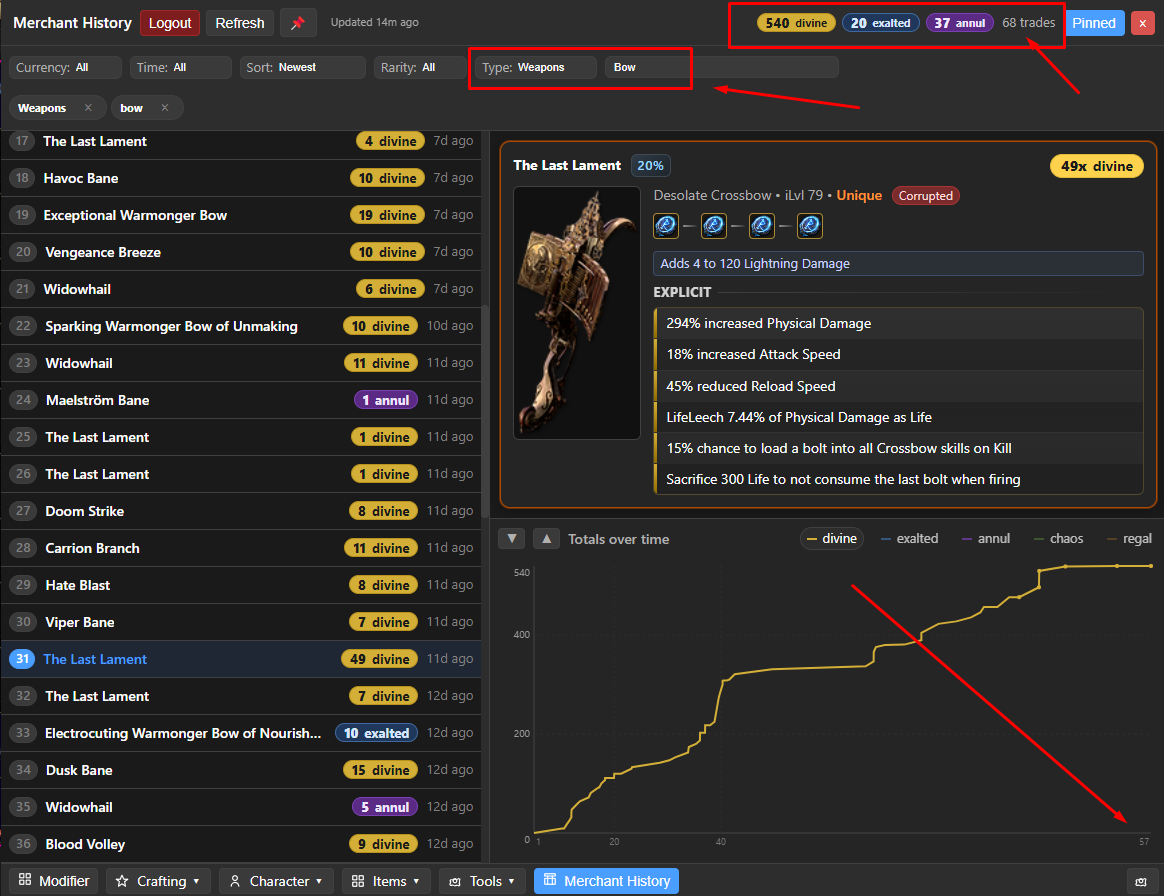 Merchant History Logout Refresh Updated 14m ago 540 divine 20 exalted 37 annul 68 trades Pinned x
Currency: All Time: All Sort: Newest Rarity: All Type: Weapons Bow
Weapons × bow ×
17 The Last Lament 4 divine 7d ago
18 Havoc Bane 10 divine 7d ago
19 Exceptional Warmonger Bow 19 divine 7d ago
20 Vengeance Breeze 10 divine 7d ago
21 Widowhail 6 divine 7d ago
22 Sparking Warmonger Bow of Unmaking 10 divine 10d ago
23 Widowhail 11 divine 11d ago
24 Maelström Bane 1 annul 11d ago
25 The Last Lament 1 divine 11d ago
26 The Last Lament 1 divine 11d ago
27 Doom Strike 8 divine 11d ago
28 Carrion Branch 11 divine 11d ago
29 Hate Blast 8 divine 11d ago
30 Viper Bane 7 divine 11d ago
31 The Last Lament 49 divine 11d ago
32 The Last Lament 7 divine 12d ago
33 Electrocuting Warmonger Bow of Nourish... 10 exalted 12d ago
34 Dusk Bane 15 divine 12d ago
35 Widowhail 5 annul 12d ago
36 Blood Volley 9 divine 12d ago
The Last Lament 20% 49x divine
Desolate Crossbow • iLvl 79 • Unique Corrupted
Adds 4 to 120 Lightning Damage
EXPLICIT
294% increased Physical Damage
18% increased Attack Speed
45% reduced Reload Speed
LifeLeech 7.44% of Physical Damage as Life
15% chance to load a bolt into all Crossbow skills on Kill
Sacrifice 300 Life to not consume the last bolt when firing
▼ ▲ Totals over time divine exalted annul chaos regal
540
400
200
0
1 20 40 57
Modifier Crafting ▾ Character ▾ Items ▾ Tools ▾ Merchant History